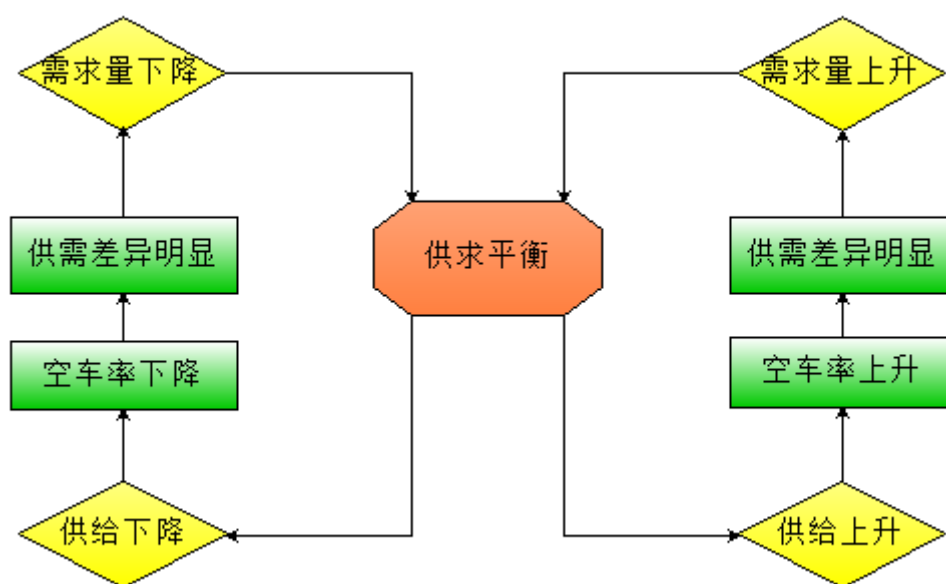 需求量下降
需求量上升
供需差异明显
供求平衡
供需差异明显
空车率下降
空车率上升
供给下降
供给上升